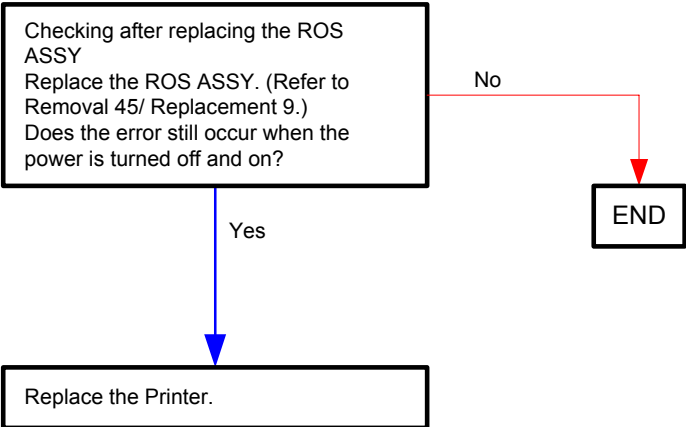 Checking after replacing the ROS
ASSY
Replace the ROS ASSY. (Refer to
Removal 45/ Replacement 9.)
Does the error still occur when the
power is turned off and on?
No
END
Yes
Replace the Printer.